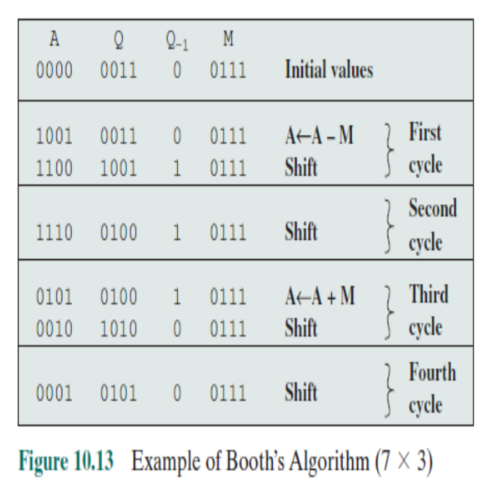 A Q Q-1 M
0000 0011 0 0111 Initial values
1001 0011 0 0111 A←A – M First
1100 1001 1 0111 Shift cycle
Second
1110 0100 1 0111 Shift cycle
0101 0100 1 0111 A←A + M Third
0010 1010 0 0111 Shift cycle
Fourth
0001 0101 0 0111 Shift cycle
Figure 10.13 Example of Booth's Algorithm (7 × 3)